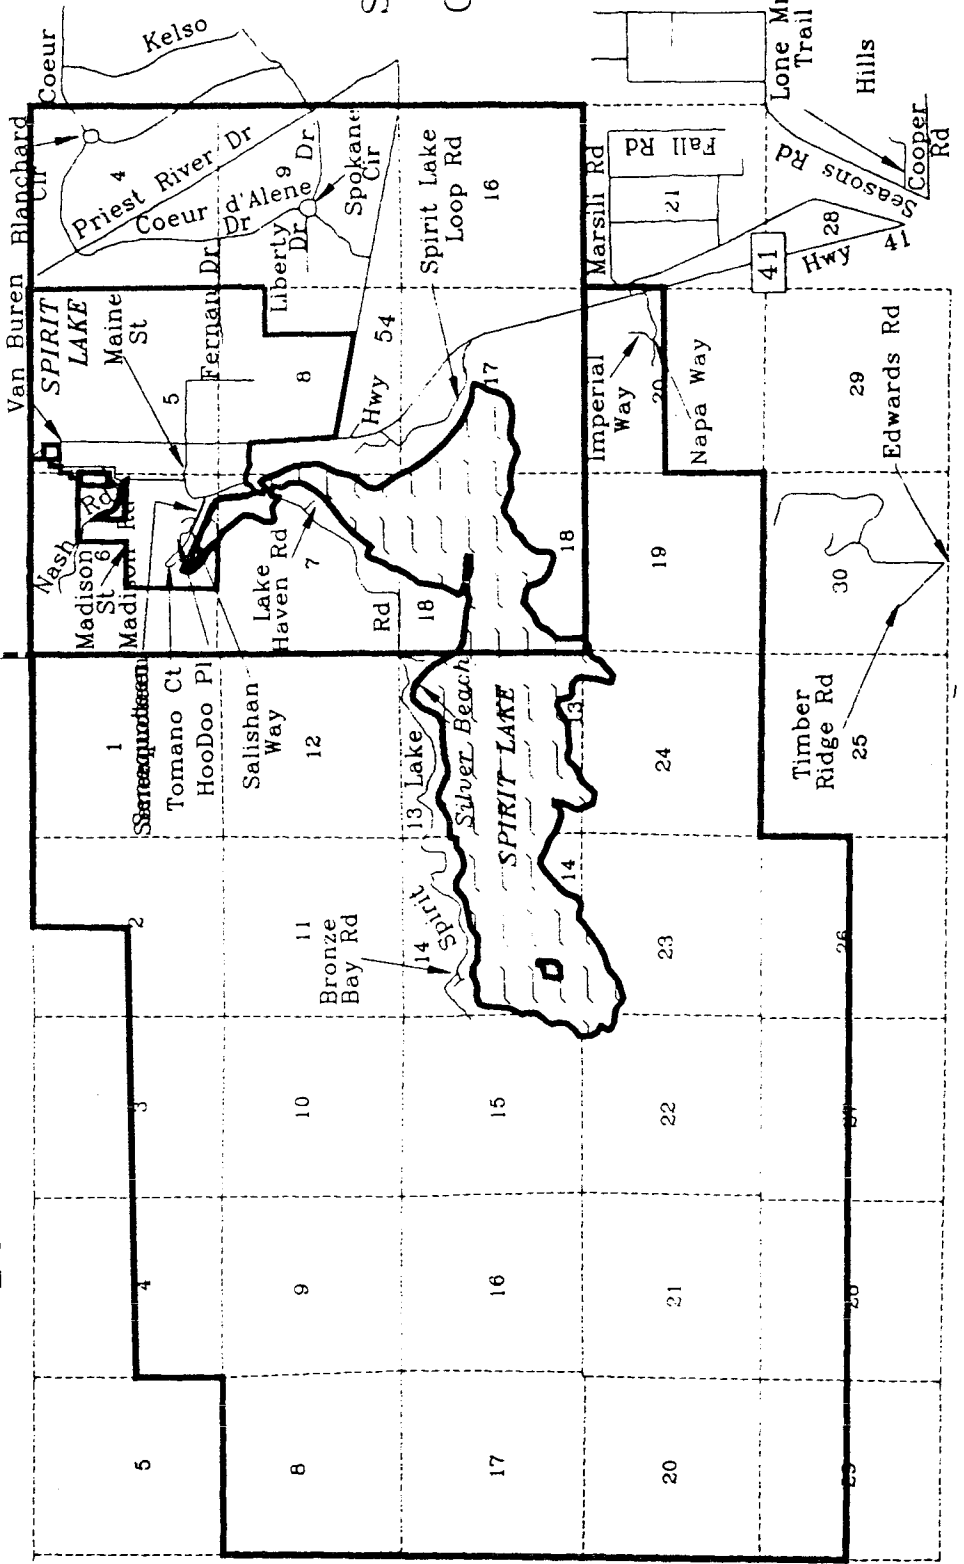 Van Buren
Blanchard
Cir
Coeur
Kelso
SPIRIT
LAKE
Maine
St
4
Priest River Dr
Coeur d'Alene
Dr
9
Dr
Spokane
Cir
Fernan Dr
Liberty
Dr
5
8
Hwy 54
Spirit Lake
Loop Rd
16
17
Nash Rd
Madison
St
6
Madison Rd
Lake
Haven Rd
7
Rd
18
18
Marsili Rd
Fall Rd
21
Lone Mt
Trail
Hills
Cooper
Rd
Seasons Rd
28
41
Hwy
41
Imperial
Way
20
Napa Way
29
Edwards Rd
19
30
1
Tomano Ct
HooDoo Pl
Salishan
Way
12
13
Lake
Silver Beach
SPIRIT LAKE
13
24
Timber
Ridge Rd
25
2
11
Bronze
Bay Rd
14
Spirit
14
23
26
3
10
15
22
27
4
9
16
21
28
5
8
17
20
29